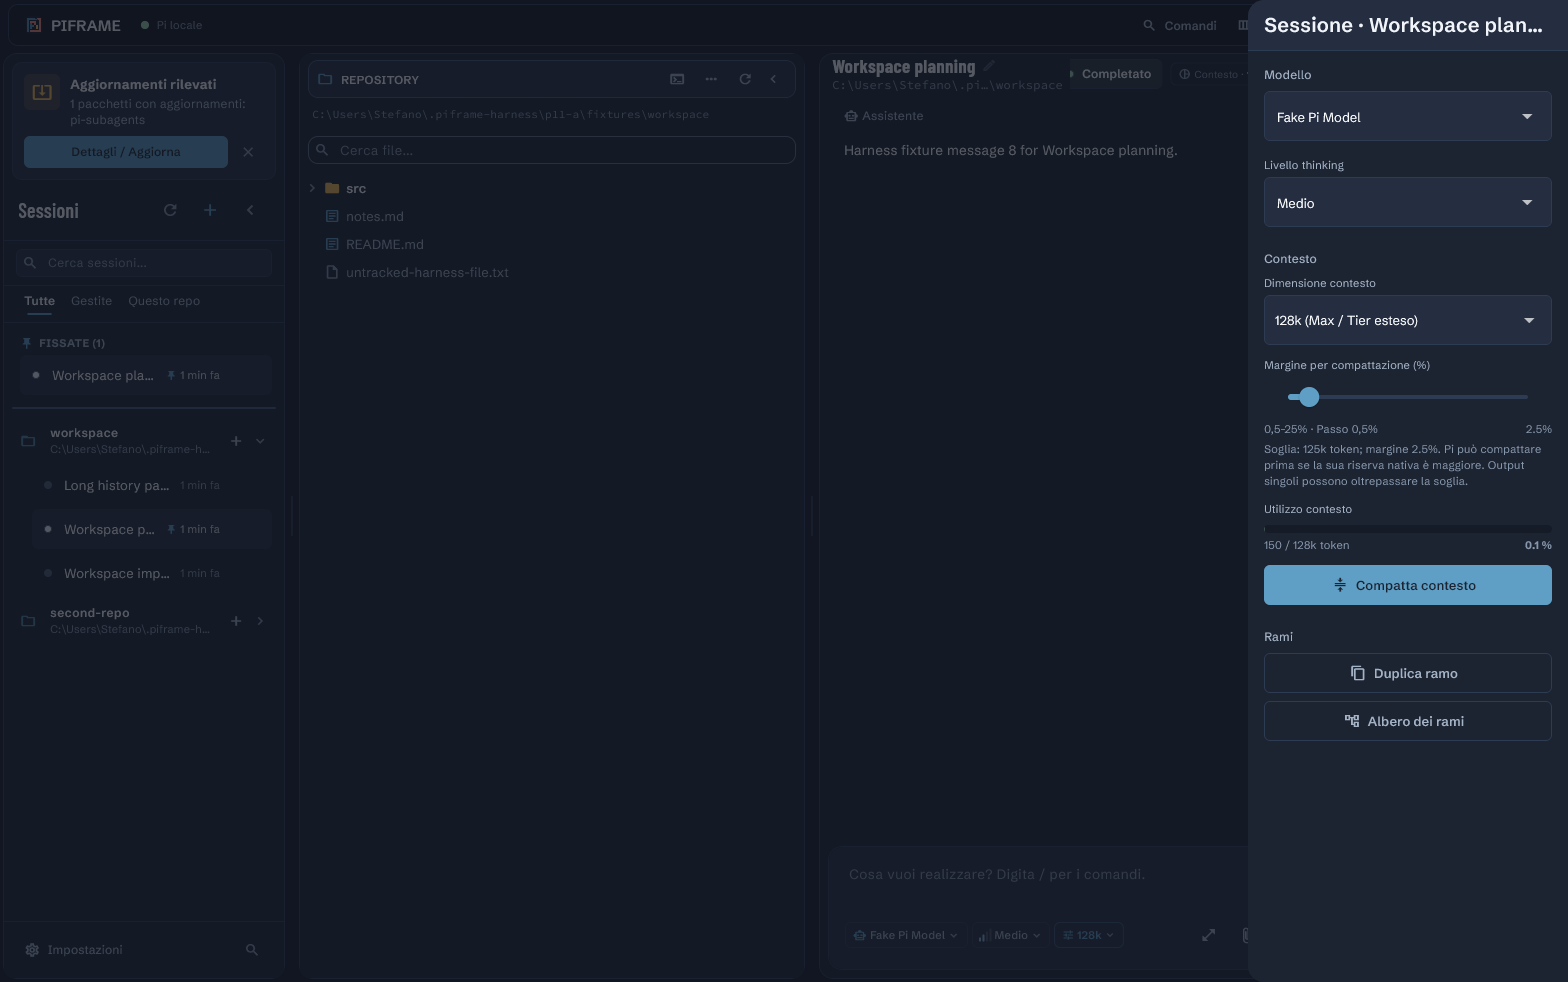 PIFRAME
Pi locale
Comandi
Aggiornamenti rilevati
1 pacchetti con aggiornamenti:
pi-subagents
Dettagli / Aggiorna
Sessioni
Cerca sessioni...
Tutte
Gestite
Questo repo
FISSATE (1)
Workspace pla...
1 min fa
workspace
C:\Users\Stefano\.piframe-h...
Long history pa...
1 min fa
Workspace p...
1 min fa
Workspace imp...
1 min fa
second-repo
C:\Users\Stefano\.piframe-h...
Impostazioni
REPOSITORY
C:\Users\Stefano\.piframe-harness\p11-a\fixtures\workspace
Cerca file...
src
notes.md
README.md
untracked-harness-file.txt
Workspace planning
C:\Users\Stefano\.pi…\workspace
Completato
Contesto ·
Assistente
Harness fixture message 8 for Workspace planning.
Cosa vuoi realizzare? Digita / per i comandi.
Fake Pi Model
Medio
128k
Sessione · Workspace plan...
Modello
Fake Pi Model
Livello thinking
Medio
Contesto
Dimensione contesto
128k (Max / Tier esteso)
Margine per compattazione (%)
0,5-25% · Passo 0,5%
2.5%
Soglia: 125k token; margine 2.5%. Pi può compattare
prima se la sua riserva nativa è maggiore. Output
singoli possono oltrepassare la soglia.
Utilizzo contesto
150 / 128k token
0.1 %
Compatta contesto
Rami
Duplica ramo
Albero dei rami